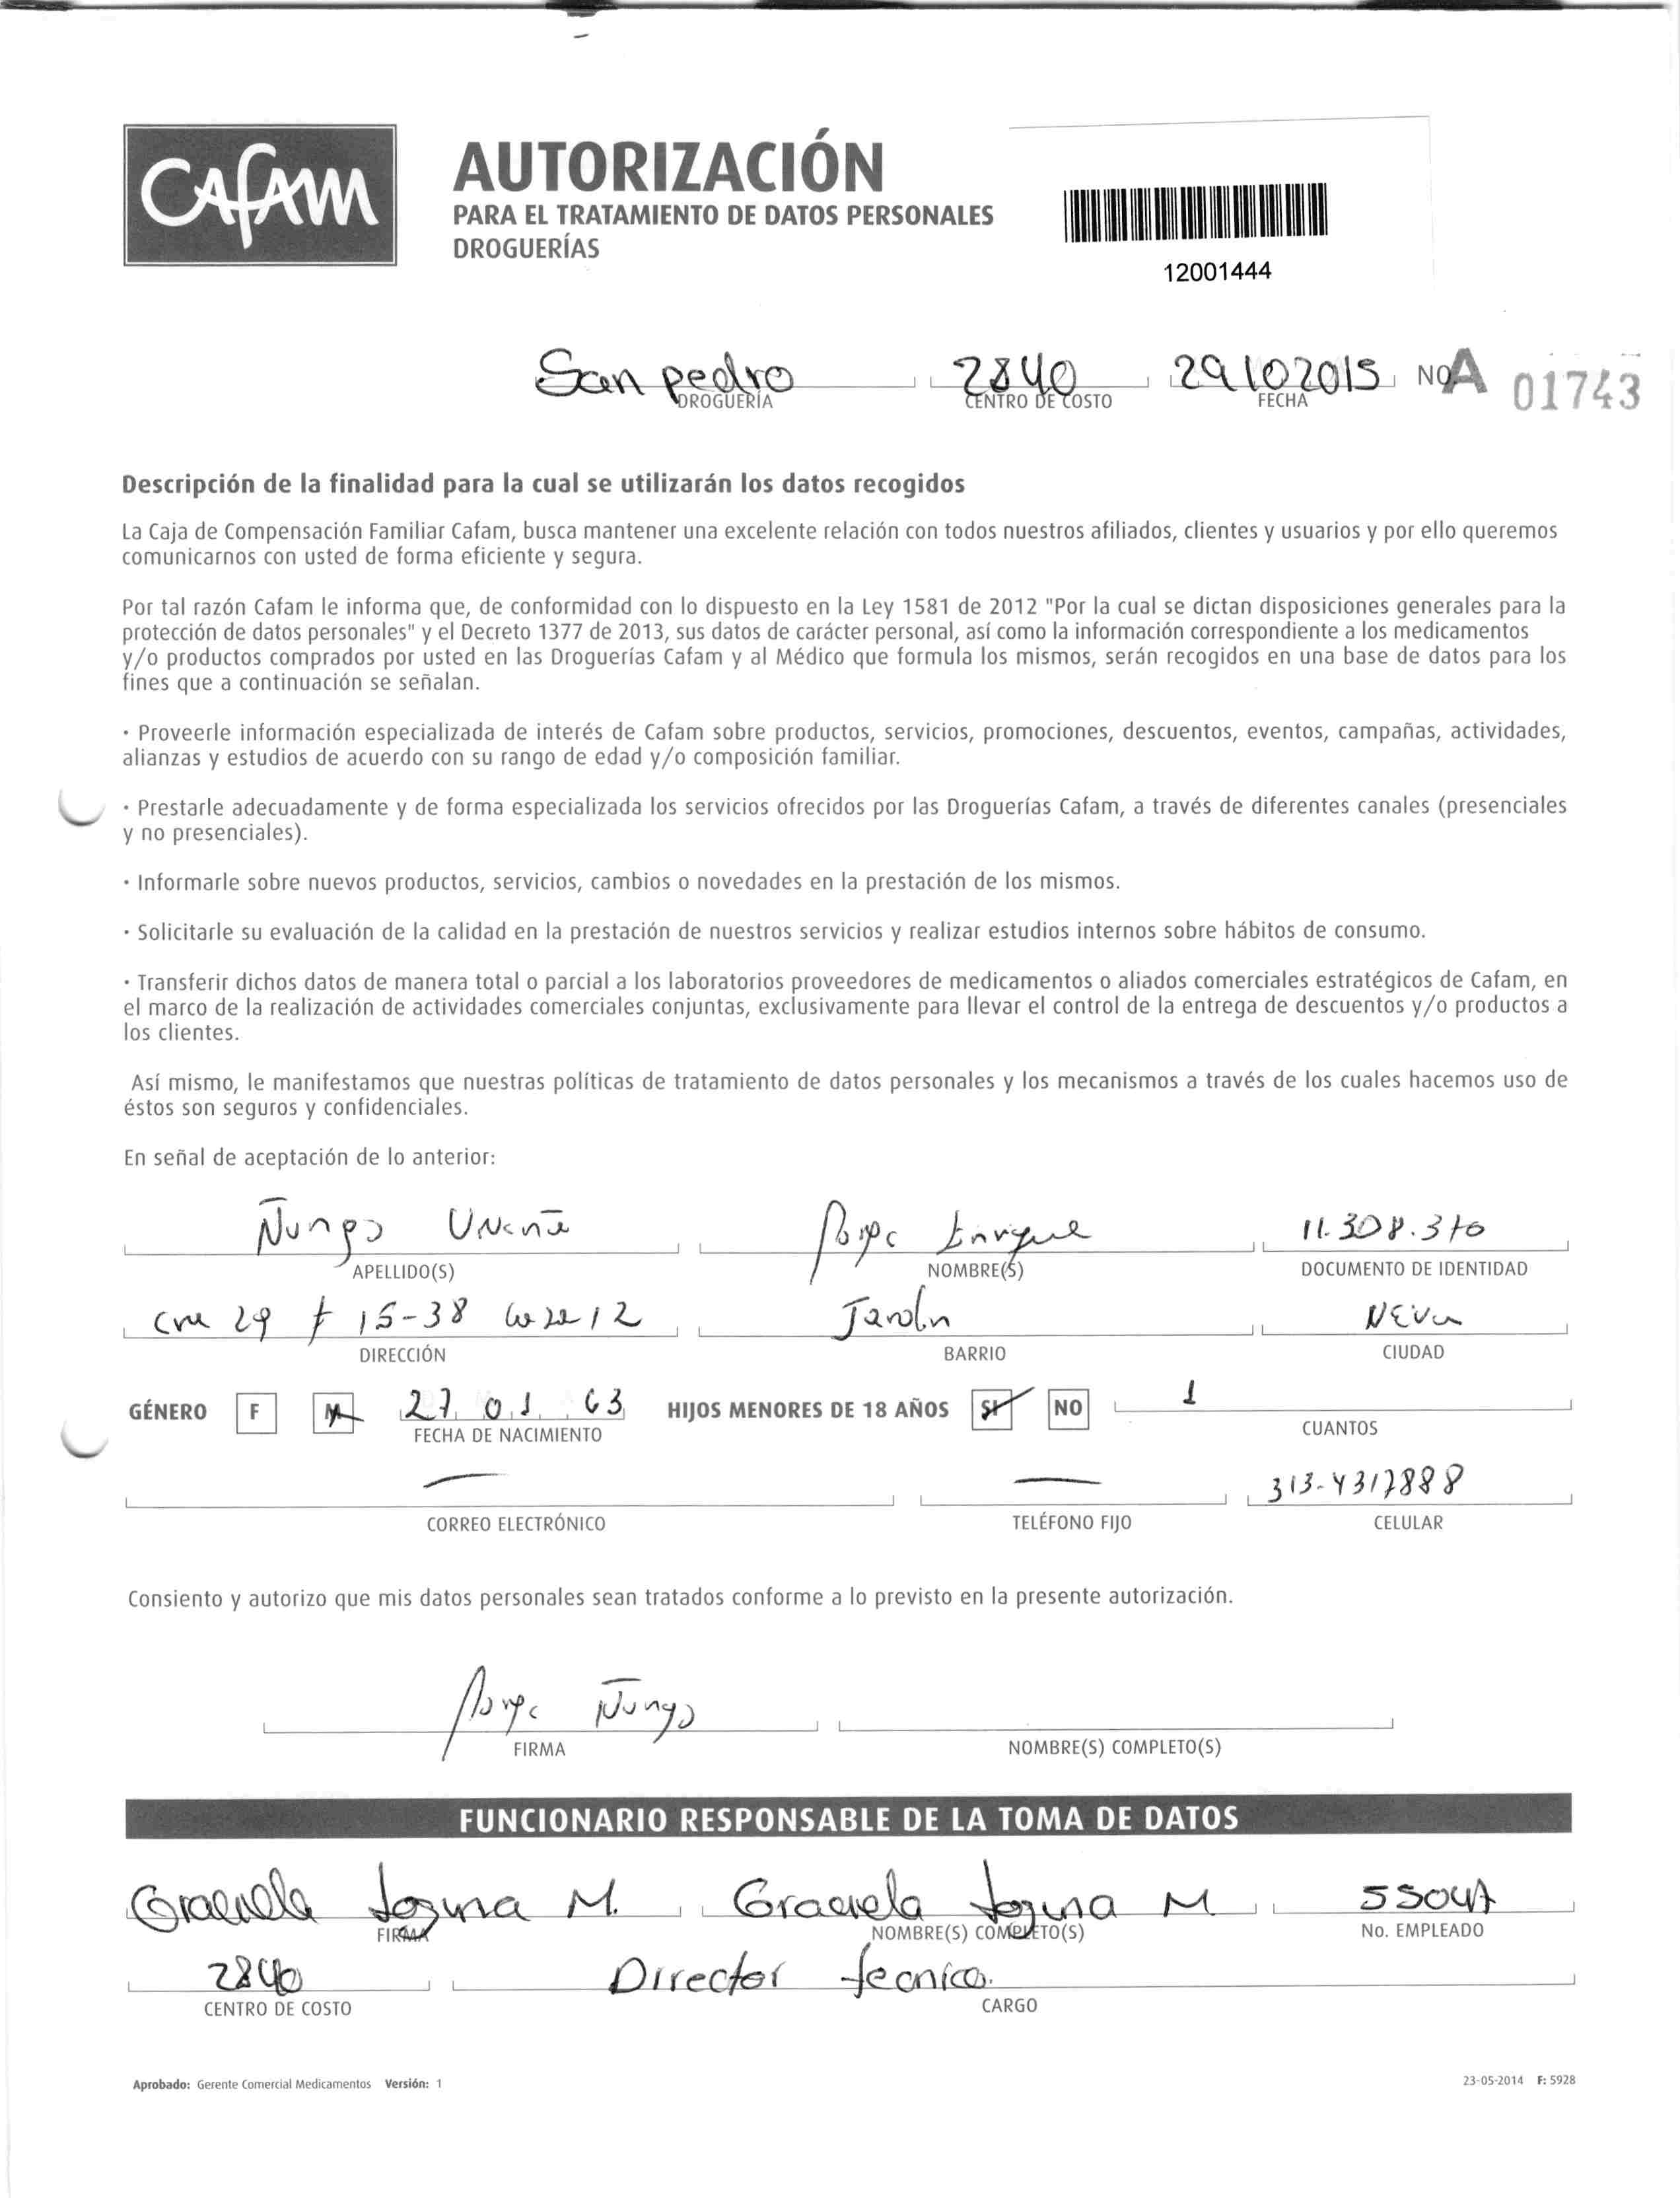 CAFAM
AUTORIZACIÓN
PARA EL TRATAMIENTO DE DATOS PERSONALES
DROGUERÍAS
12001444
San pedro 2840 29 10 2015 NO A 01743
DROGUERÍA CENTRO DE COSTO FECHA
Descripción de la finalidad para la cual se utilizarán los datos recogidos
La Caja de Compensación Familiar Cafam, busca mantener una excelente relación con todos nuestros afiliados, clientes y usuarios y por ello queremos
comunicarnos con usted de forma eficiente y segura.
Por tal razón Cafam le informa que, de conformidad con lo dispuesto en la Ley 1581 de 2012 "Por la cual se dictan disposiciones generales para la
protección de datos personales" y el Decreto 1377 de 2013, sus datos de carácter personal, así como la información correspondiente a los medicamentos
y/o productos comprados por usted en las Droguerías Cafam y al Médico que formula los mismos, serán recogidos en una base de datos para los
fines que a continuación se señalan.
· Proveerle información especializada de interés de Cafam sobre productos, servicios, promociones, descuentos, eventos, campañas, actividades,
alianzas y estudios de acuerdo con su rango de edad y/o composición familiar.
· Prestarle adecuadamente y de forma especializada los servicios ofrecidos por las Droguerías Cafam, a través de diferentes canales (presenciales
y no presenciales).
· Informarle sobre nuevos productos, servicios, cambios o novedades en la prestación de los mismos.
· Solicitarle su evaluación de la calidad en la prestación de nuestros servicios y realizar estudios internos sobre hábitos de consumo.
· Transferir dichos datos de manera total o parcial a los laboratorios proveedores de medicamentos o aliados comerciales estratégicos de Cafam, en
el marco de la realización de actividades comerciales conjuntas, exclusivamente para llevar el control de la entrega de descuentos y/o productos a
los clientes.
Así mismo, le manifestamos que nuestras políticas de tratamiento de datos personales y los mecanismos a través de los cuales hacemos uso de
éstos son seguros y confidenciales.
En señal de aceptación de lo anterior:
Ñungo Enrique
APELLIDO(S) NOMBRE(S) DOCUMENTO DE IDENTIDAD
29 # 15-38 12
DIRECCIÓN BARRIO CIUDAD
GÉNERO F M 27 01 63 HIJOS MENORES DE 18 AÑOS SI NO 1
FECHA DE NACIMIENTO CUANTOS
— — 313-4317888
CORREO ELECTRÓNICO TELÉFONO FIJO CELULAR
Consiento y autorizo que mis datos personales sean tratados conforme a lo previsto en la presente autorización.
Ñungo
FIRMA NOMBRE(S) COMPLETO(S)
FUNCIONARIO RESPONSABLE DE LA TOMA DE DATOS
Graciela M. Graciela M
FIRMA NOMBRE(S) COMPLETO(S) No. EMPLEADO
2840 Director tecnico.
CENTRO DE COSTO CARGO
Aprobado: Gerente Comercial Medicamentos Versión: 1 23-05-2014 F: 5928